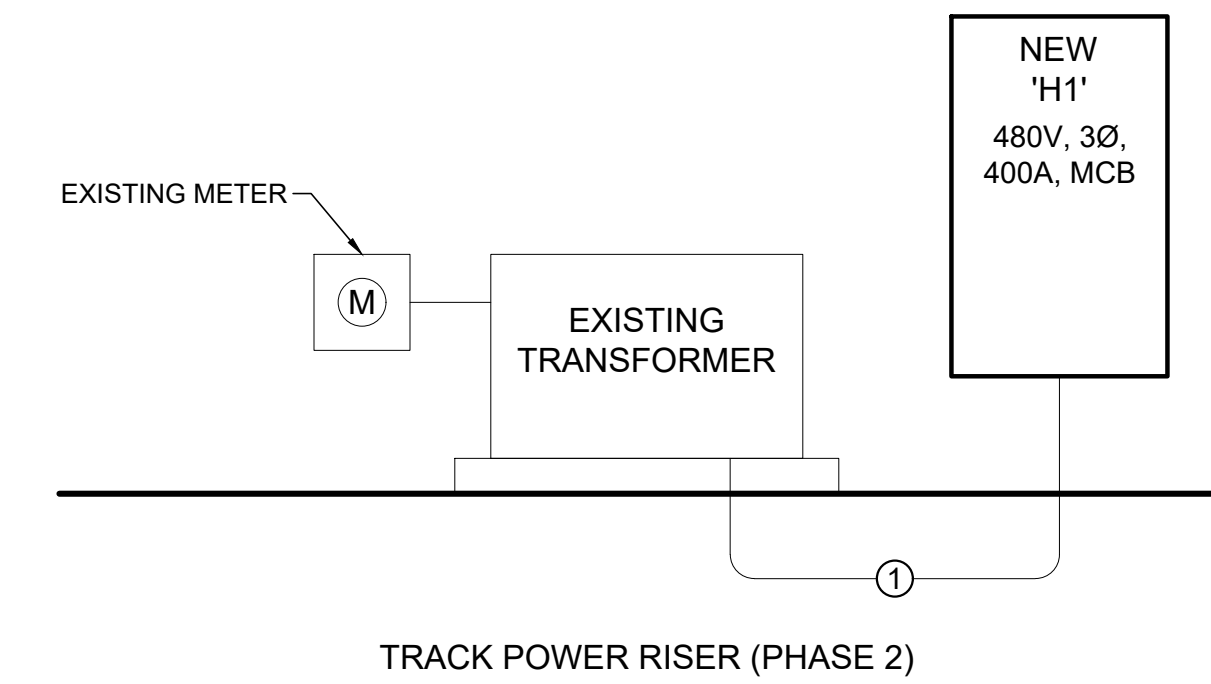 NEW
'H1'
480V, 3Ø,
400A, MCB
EXISTING METER
M
EXISTING
TRANSFORMER
1
TRACK POWER RISER (PHASE 2)